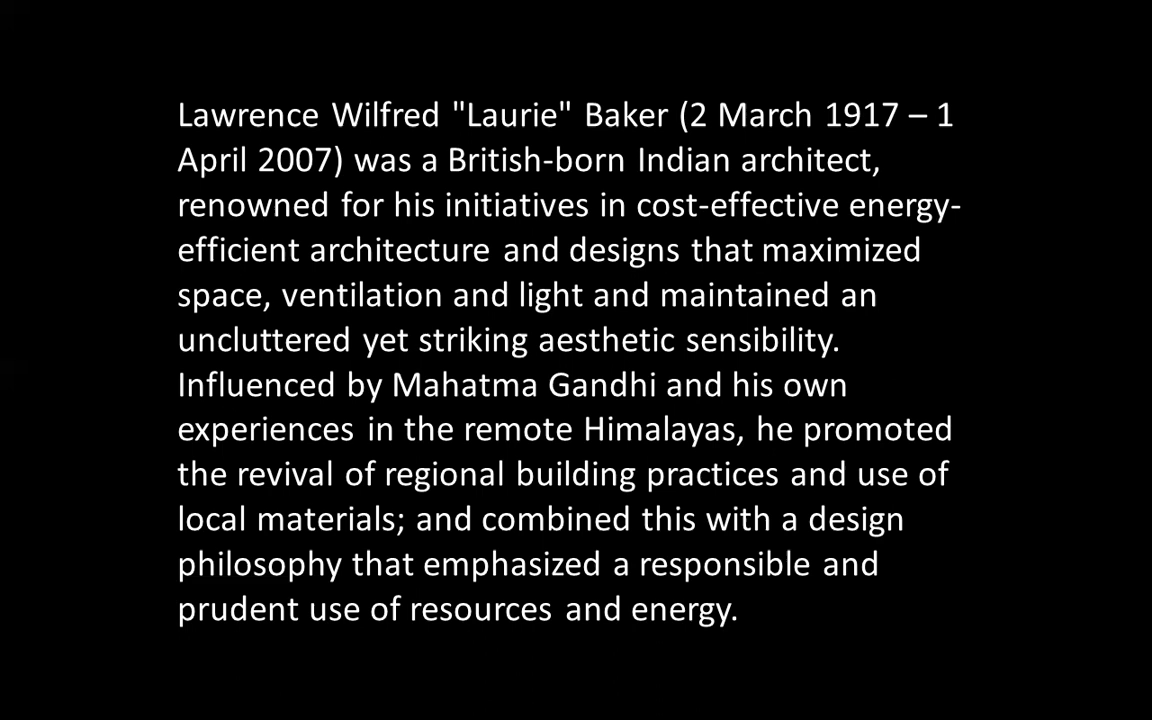 Lawrence Wilfred "Laurie" Baker (2 March 1917 – 1
April 2007) was a British-born Indian architect,
renowned for his initiatives in cost-effective energy-
efficient architecture and designs that maximized
space, ventilation and light and maintained an
uncluttered yet striking aesthetic sensibility.
Influenced by Mahatma Gandhi and his own
experiences in the remote Himalayas, he promoted
the revival of regional building practices and use of
local materials; and combined this with a design
philosophy that emphasized a responsible and
prudent use of resources and energy.